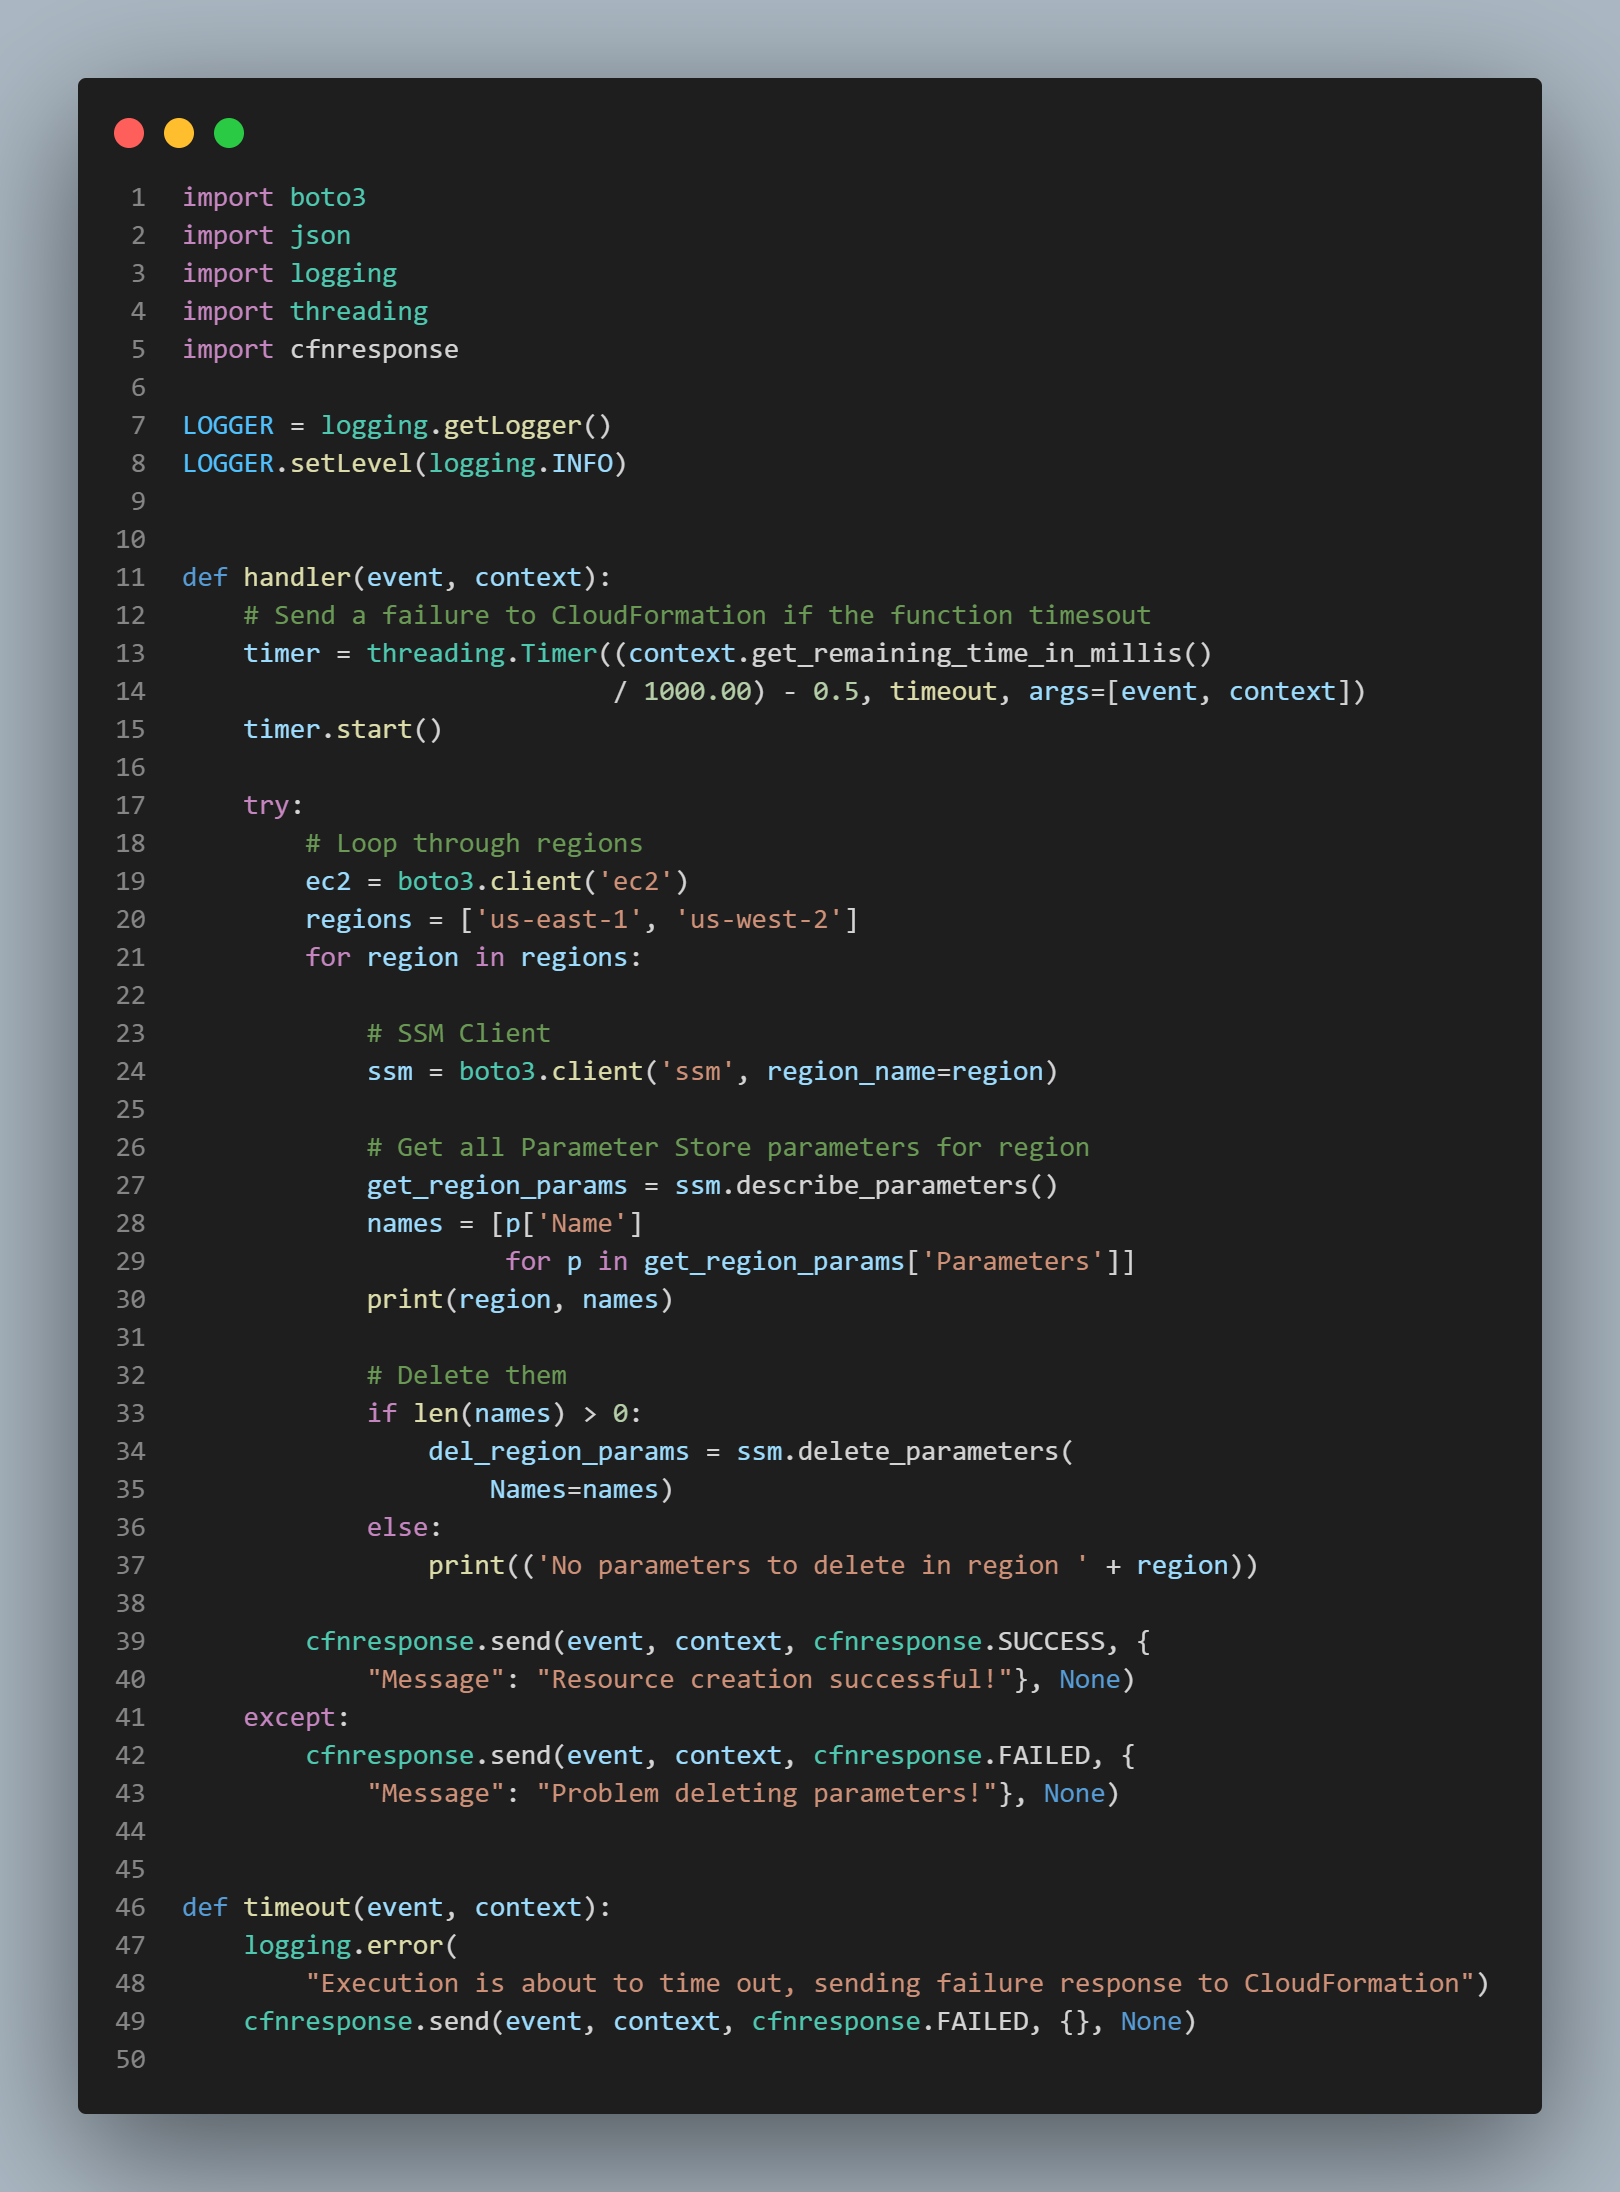 1 import boto3
2 import json
3 import logging
4 import threading
5 import cfnresponse
6
7 LOGGER = logging.getLogger()
8 LOGGER.setLevel(logging.INFO)
9
10
11 def handler(event, context):
12     # Send a failure to CloudFormation if the function timesout
13     timer = threading.Timer((context.get_remaining_time_in_millis()
14                             / 1000.00) - 0.5, timeout, args=[event, context])
15     timer.start()
16
17     try:
18         # Loop through regions
19         ec2 = boto3.client('ec2')
20         regions = ['us-east-1', 'us-west-2']
21         for region in regions:
22
23             # SSM Client
24             ssm = boto3.client('ssm', region_name=region)
25
26             # Get all Parameter Store parameters for region
27             get_region_params = ssm.describe_parameters()
28             names = [p['Name']
29                      for p in get_region_params['Parameters']]
30             print(region, names)
31
32             # Delete them
33             if len(names) > 0:
34                 del_region_params = ssm.delete_parameters(
35                     Names=names)
36             else:
37                 print(('No parameters to delete in region ' + region))
38
39         cfnresponse.send(event, context, cfnresponse.SUCCESS, {
40             "Message": "Resource creation successful!"}, None)
41     except:
42         cfnresponse.send(event, context, cfnresponse.FAILED, {
43             "Message": "Problem deleting parameters!"}, None)
44
45
46 def timeout(event, context):
47     logging.error(
48         "Execution is about to time out, sending failure response to CloudFormation")
49     cfnresponse.send(event, context, cfnresponse.FAILED, {}, None)
50